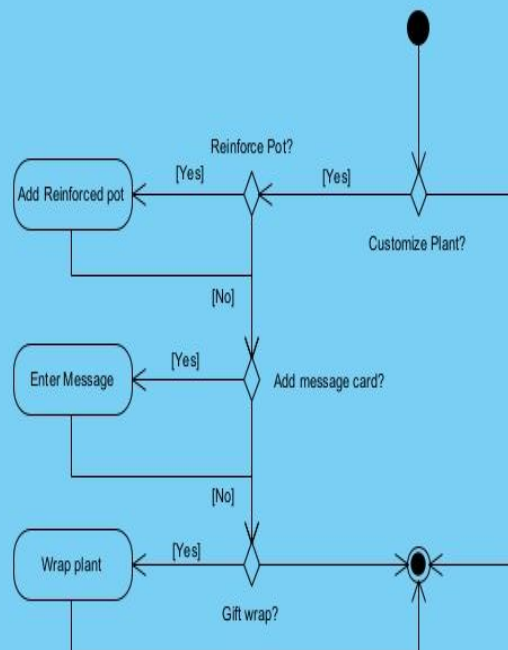 Reinforce Pot?
[Yes]
[Yes]
Add Reinforced pot
Customize Plant?
[No]
[Yes]
Enter Message
Add message card?
[No]
[Yes]
Wrap plant
Gift wrap?